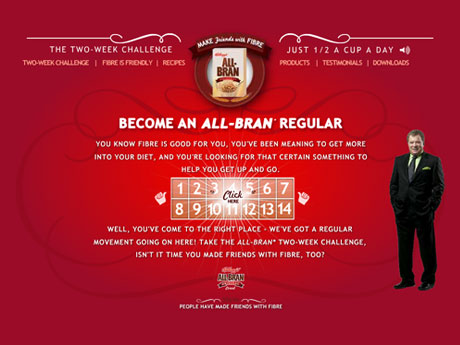 MAKE Friends with FIBRE
THE TWO-WEEK CHALLENGE
JUST 1/2 A CUP A DAY
TWO-WEEK CHALLENGE | FIBRE IS FRIENDLY | RECIPES
PRODUCTS | TESTIMONIALS | DOWNLOADS
Kellogg's
ALL-BRAN
BECOME AN ALL-BRAN* REGULAR
YOU KNOW FIBRE IS GOOD FOR YOU, YOU'VE BEEN MEANING TO GET MORE
INTO YOUR DIET, AND YOU'RE LOOKING FOR THAT CERTAIN SOMETHING TO
HELP YOU GET UP AND GO.
1 2 3 5 6 7
Click
HERE
8 9 10 11 12 13 14
WELL, YOU'VE COME TO THE RIGHT PLACE - WE'VE GOT A REGULAR
MOVEMENT GOING ON HERE! TAKE THE ALL-BRAN* TWO-WEEK CHALLENGE,
ISN'T IT TIME YOU MADE FRIENDS WITH FIBRE, TOO?
Kellogg's
ALL-BRAN
PEOPLE HAVE MADE FRIENDS WITH FIBRE